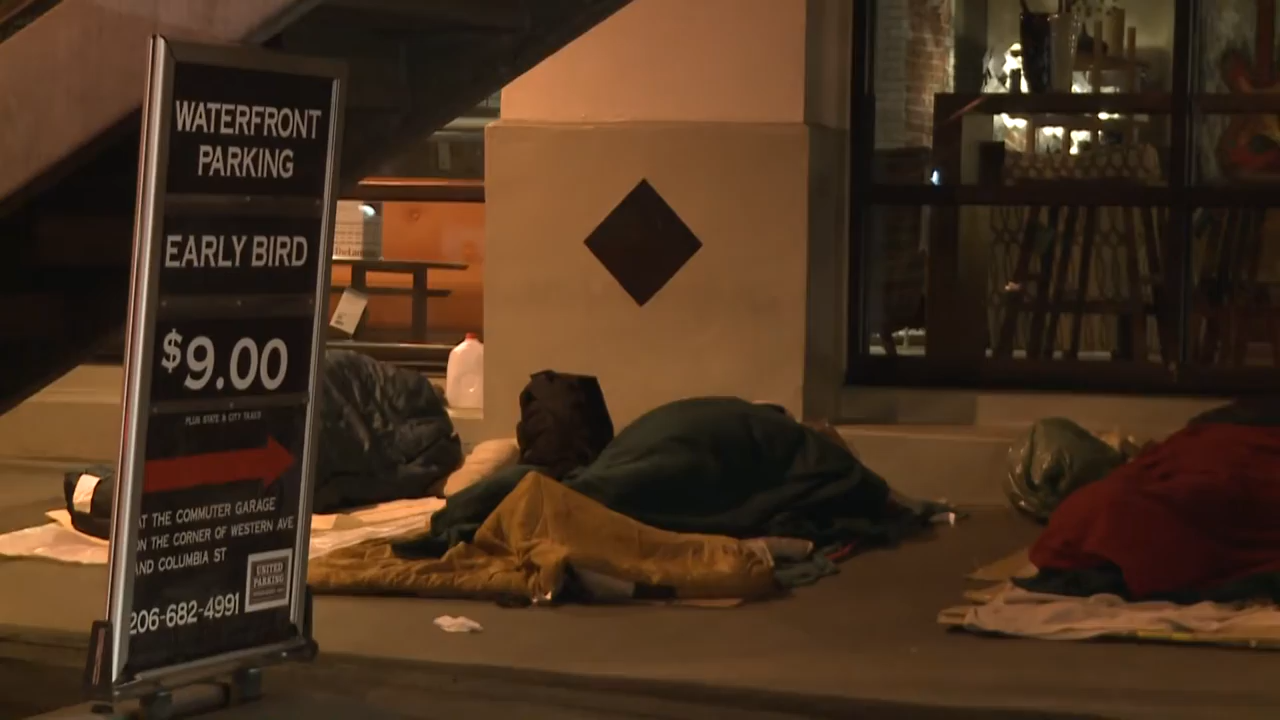 WATERFRONT
PARKING
EARLY BIRD
$9.00
PLUS STATE & CITY TAXES
AT THE COMMUTER GARAGE
ON THE CORNER OF WESTERN AVE
AND COLUMBIA ST
UNITED
PARKING
206-682-4991